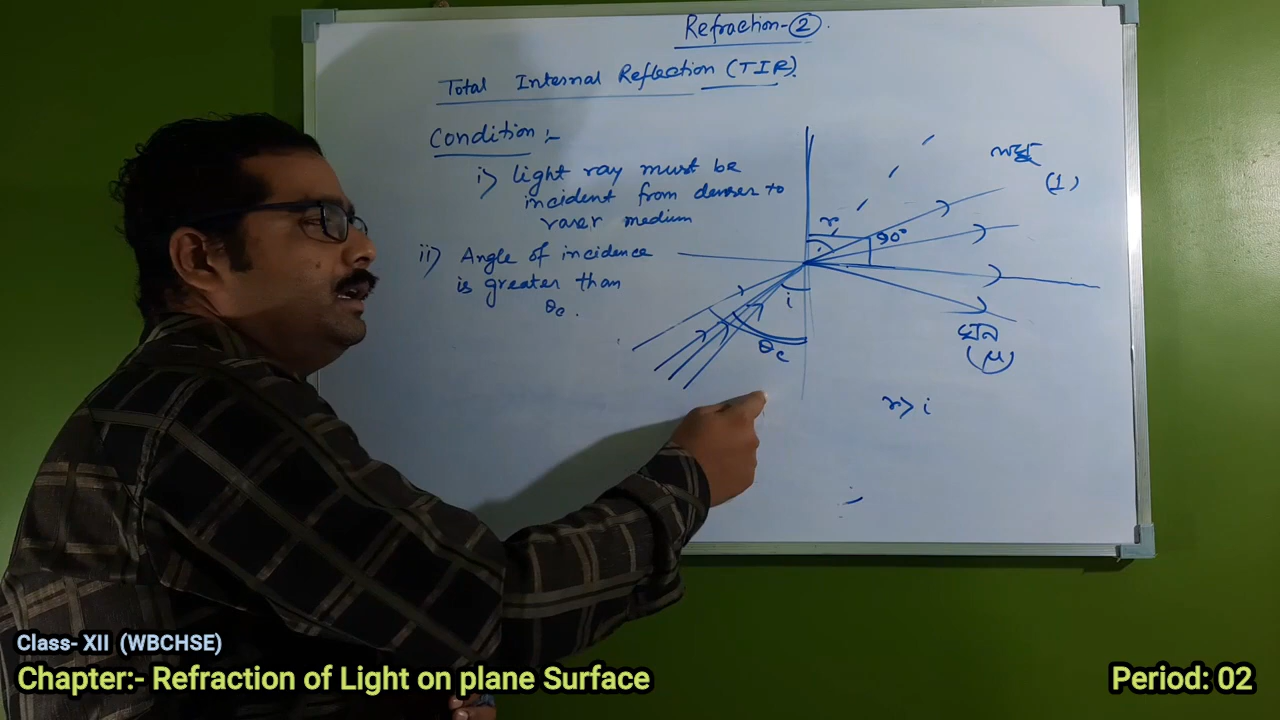 Refraction-②.
Total Internal Reflection (TIR).
Condition :-
i) Light ray must be
incident from denser to
rarer medium
ii) Angle of incidence
is greater than
θc.
লঘু
(1)
r
90°
i
θc
ঘন
(μ)
r> i
Class- XII (WBCHSE)
Chapter:- Refraction of Light on plane Surface
Period: 02